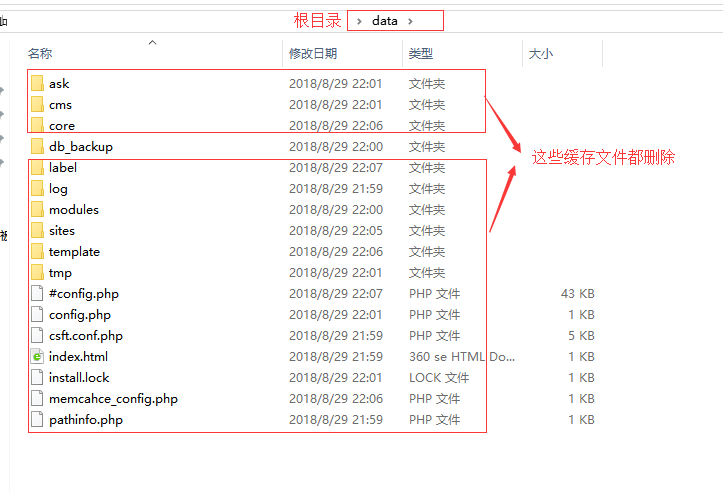 根目录 › data ›
名称 修改日期 类型 大小
ask 2018/8/29 22:01 文件夹
cms 2018/8/29 22:01 文件夹
core 2018/8/29 22:06 文件夹
db_backup 2018/8/29 22:00 文件夹
这些缓存文件都删除
label 2018/8/29 22:07 文件夹
log 2018/8/29 21:59 文件夹
modules 2018/8/29 22:00 文件夹
sites 2018/8/29 22:05 文件夹
template 2018/8/29 22:06 文件夹
tmp 2018/8/29 22:01 文件夹
#config.php 2018/8/29 22:07 PHP 文件 43 KB
config.php 2018/8/29 22:01 PHP 文件 1 KB
csft.conf.php 2018/8/29 21:59 PHP 文件 5 KB
index.html 2018/8/29 21:59 360 se HTML Do... 1 KB
install.lock 2018/8/29 22:01 LOCK 文件 1 KB
memcahce_config.php 2018/8/29 22:06 PHP 文件 1 KB
pathinfo.php 2018/8/29 21:59 PHP 文件 1 KB